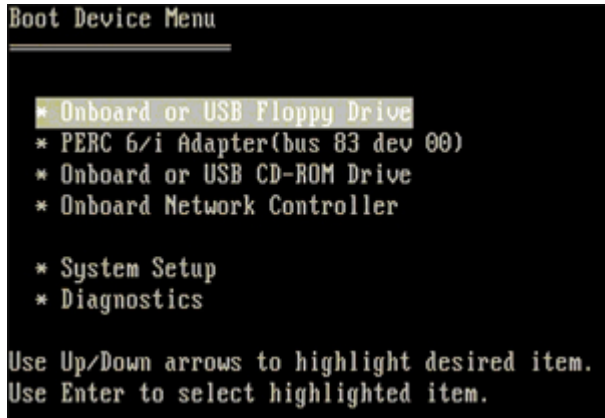 Boot Device Menu
* Onboard or USB Floppy Drive
* PERC 6/i Adapter(bus 83 dev 00)
* Onboard or USB CD-ROM Drive
* Onboard Network Controller
* System Setup
* Diagnostics
Use Up/Down arrows to highlight desired item.
Use Enter to select highlighted item.